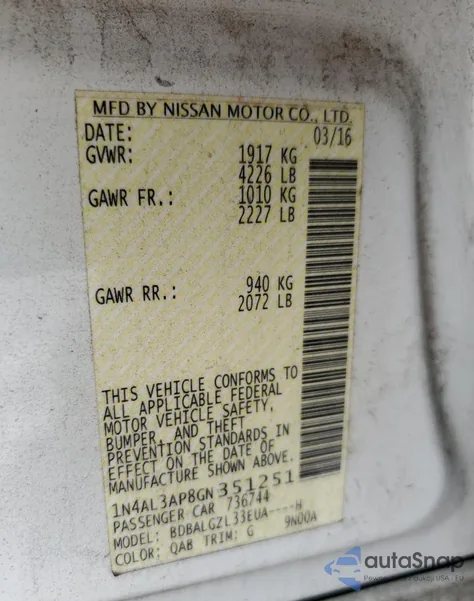 MFD BY NISSAN MOTOR CO., LTD.
DATE: 03/16
GVWR: 1917 KG
4226 LB
GAWR FR.: 1010 KG
2227 LB
GAWR RR.: 940 KG
2072 LB
THIS VEHICLE CONFORMS TO
ALL APPLICABLE FEDERAL
MOTOR VEHICLE SAFETY,
BUMPER, AND THEFT
PREVENTION STANDARDS IN
EFFECT ON THE DATE OF
MANUFACTURE SHOWN ABOVE.
1N4AL3AP8GN351251
PASSENGER CAR 736744
MODEL: BDBALGZL33EUA----H
COLOR: QAB TRIM: G 9N00A
autoSnap